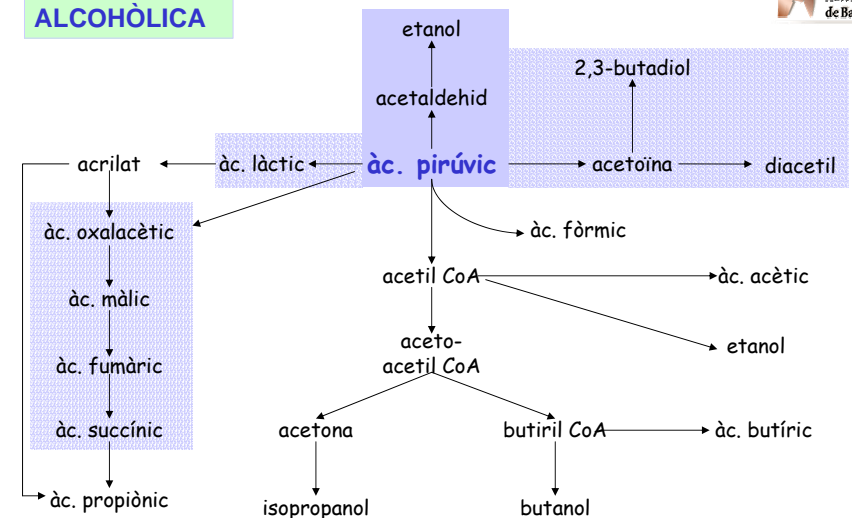 ALCOHÒLICA
de Ba
etanol
2,3-butadiol
acetaldehid
acrilat
àc. làctic
àc. pirúvic
acetoïna
diacetil
àc. oxalacètic
àc. fòrmic
acetil CoA
àc. acètic
àc. màlic
aceto-
acetil CoA
etanol
àc. fumàric
àc. succínic
acetona
butiril CoA
àc. butíric
àc. propiònic
isopropanol
butanol